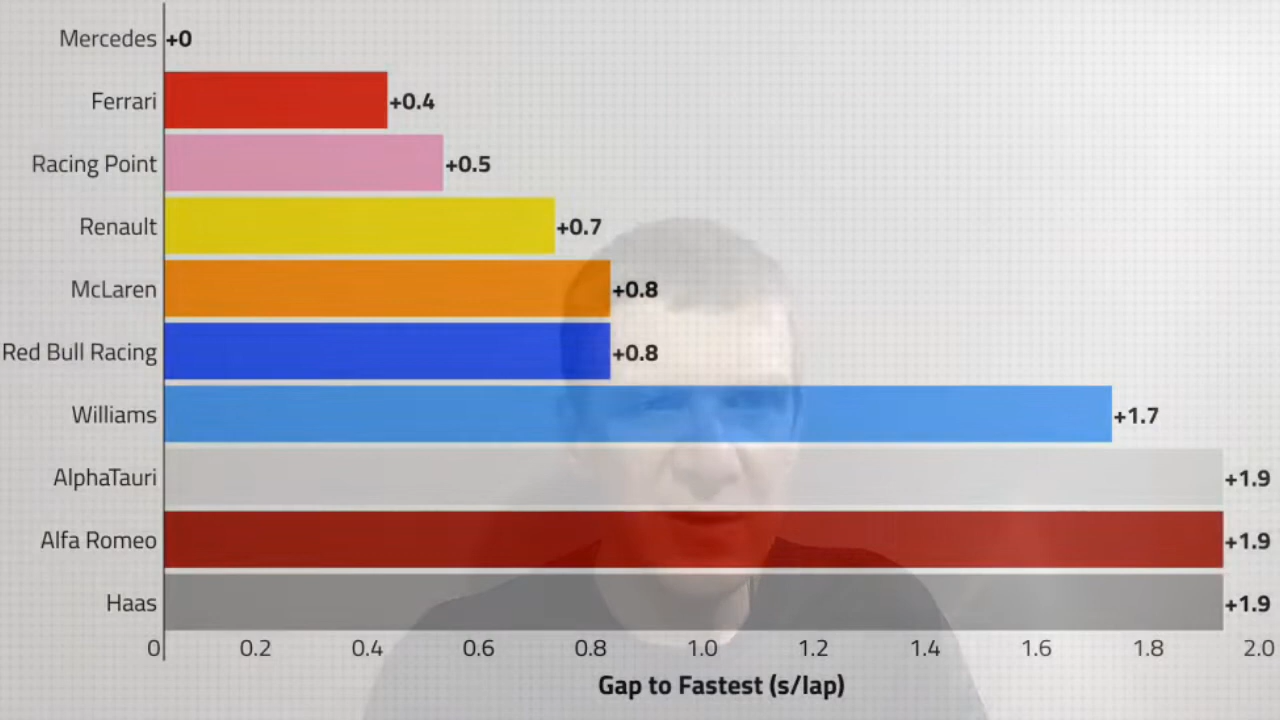 Mercedes +0
Ferrari +0.4
Racing Point +0.5
Renault +0.7
McLaren +0.8
Red Bull Racing +0.8
Williams +1.7
AlphaTauri +1.9
Alfa Romeo +1.9
Haas +1.9
0 0.2 0.4 0.6 0.8 1.0 1.2 1.4 1.6 1.8 2.0
Gap to Fastest (s/lap)